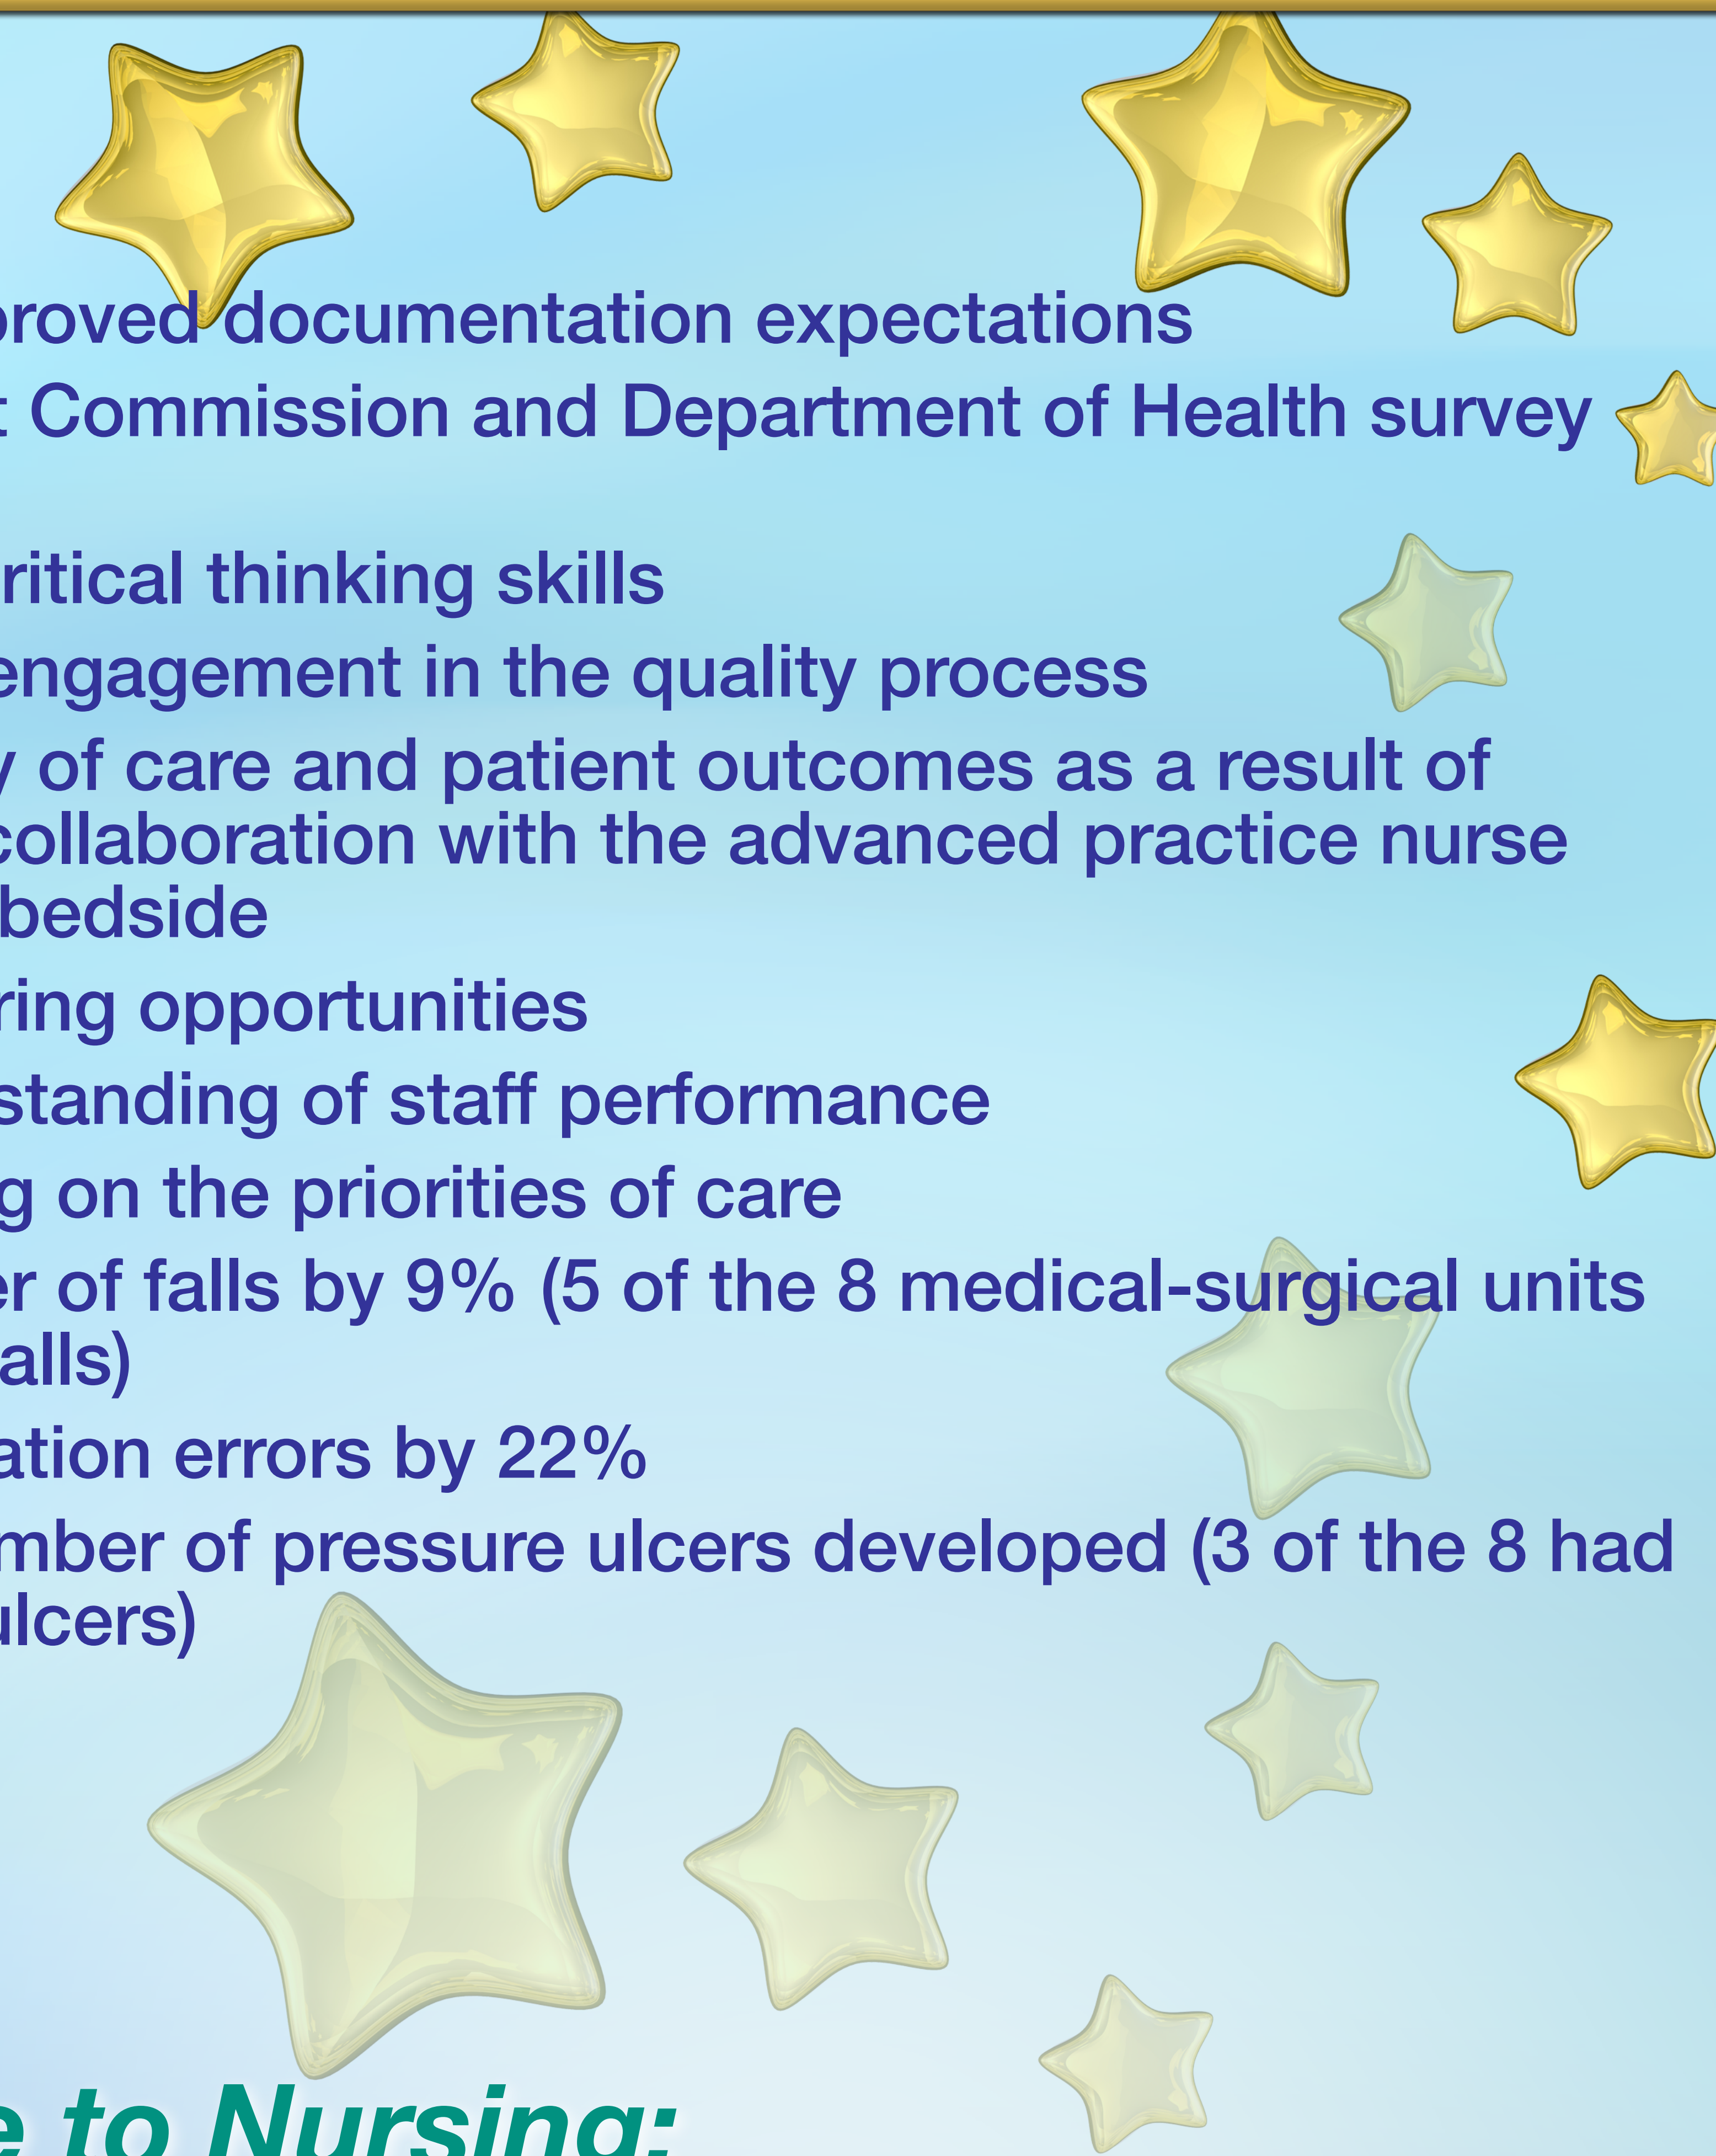 proved documentation expectations
t Commission and Department of Health survey
ritical thinking skills
engagement in the quality process
y of care and patient outcomes as a result of
collaboration with the advanced practice nurse
bedside
ring opportunities
standing of staff performance
g on the priorities of care
er of falls by 9% (5 of the 8 medical-surgical units
alls)
ation errors by 22%
mber of pressure ulcers developed (3 of the 8 had
ulcers)
e to Nursing: